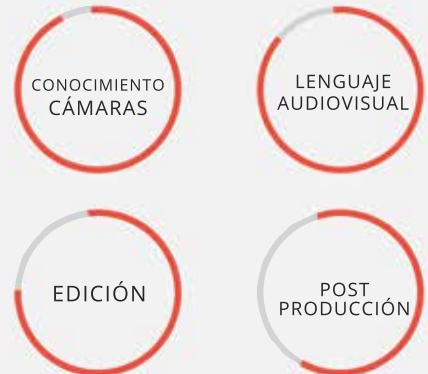 CONOCIMIENTO
CÁMARAS
LENGUAJE
AUDIOVISUAL
EDICIÓN
POST
PRODUCCIÓN